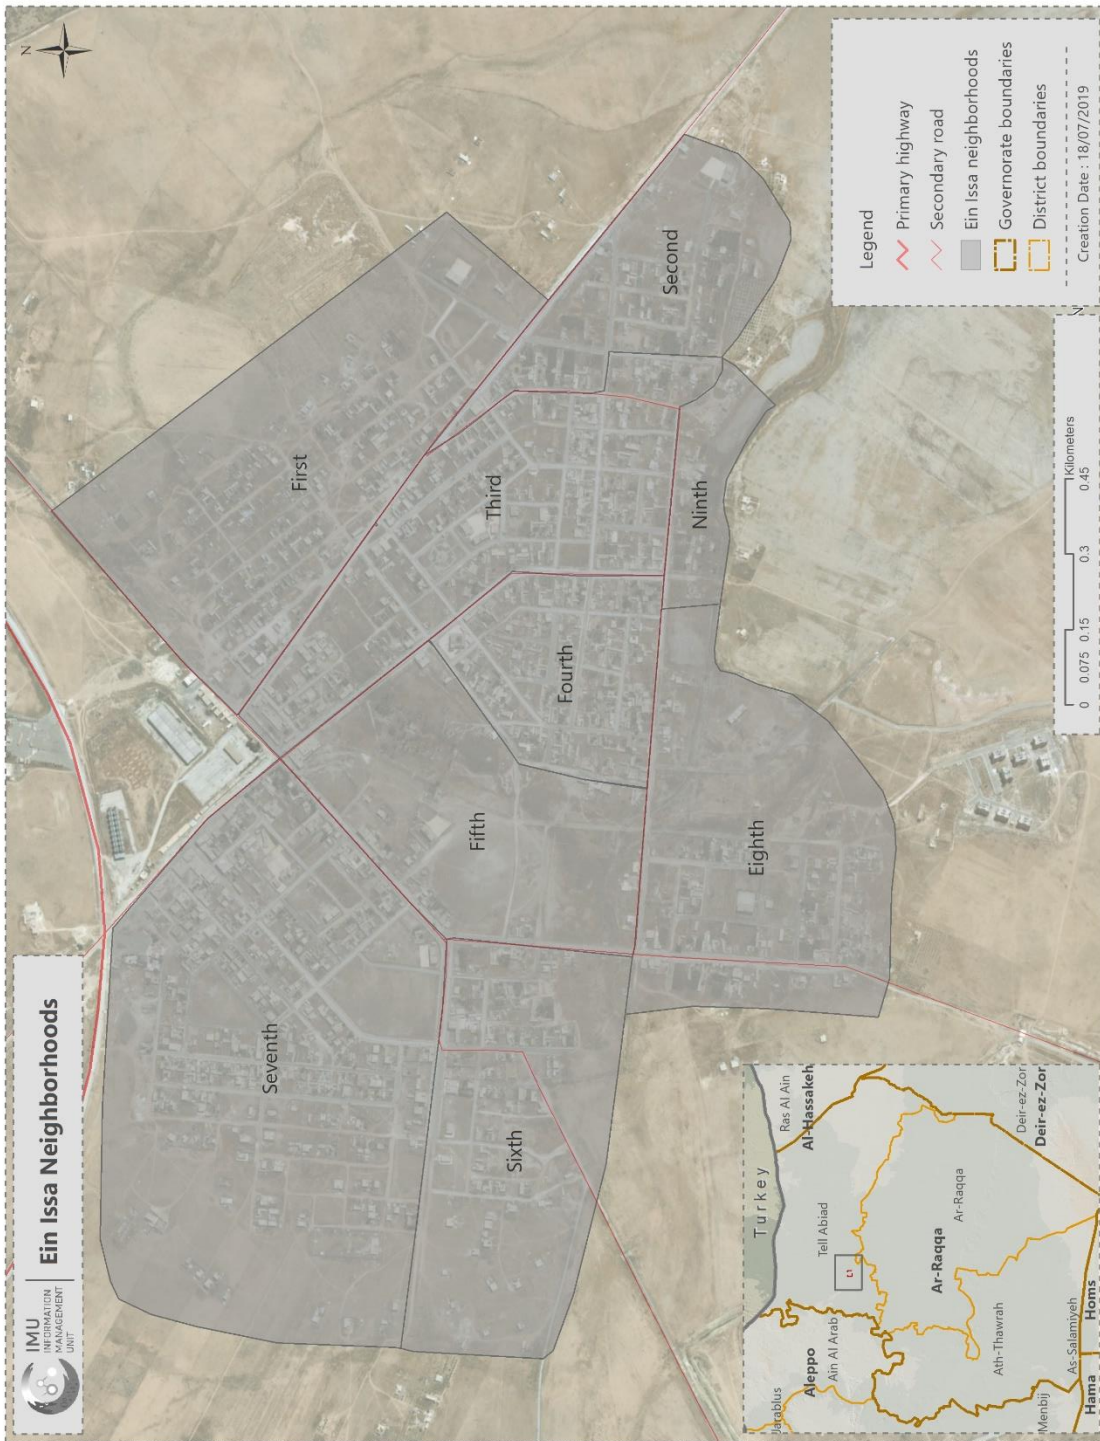 IMU
INFORMATION
MANAGEMENT
UNIT
Ein Issa Neighborhoods
N
First
Second
Third
Fourth
Fifth
Sixth
Seventh
Eighth
Ninth
Turkey
Jarablus
Aleppo
Ain Al Arab
Tell Abiad
Ras Al Ain
Al-Hassakeh
Menbij
Ath-Thawrah
Ar-Raqqa
Ar-Raqqa
Deir-ez-Zor
Deir-ez-Zor
As-Salamiyeh
Hama
Homs
Kilometers
0 0.075 0.15 0.3 0.45
Legend
Primary highway
Secondary road
Ein Issa neighborhoods
Governorate boundaries
District boundaries
Creation Date : 18/07/2019